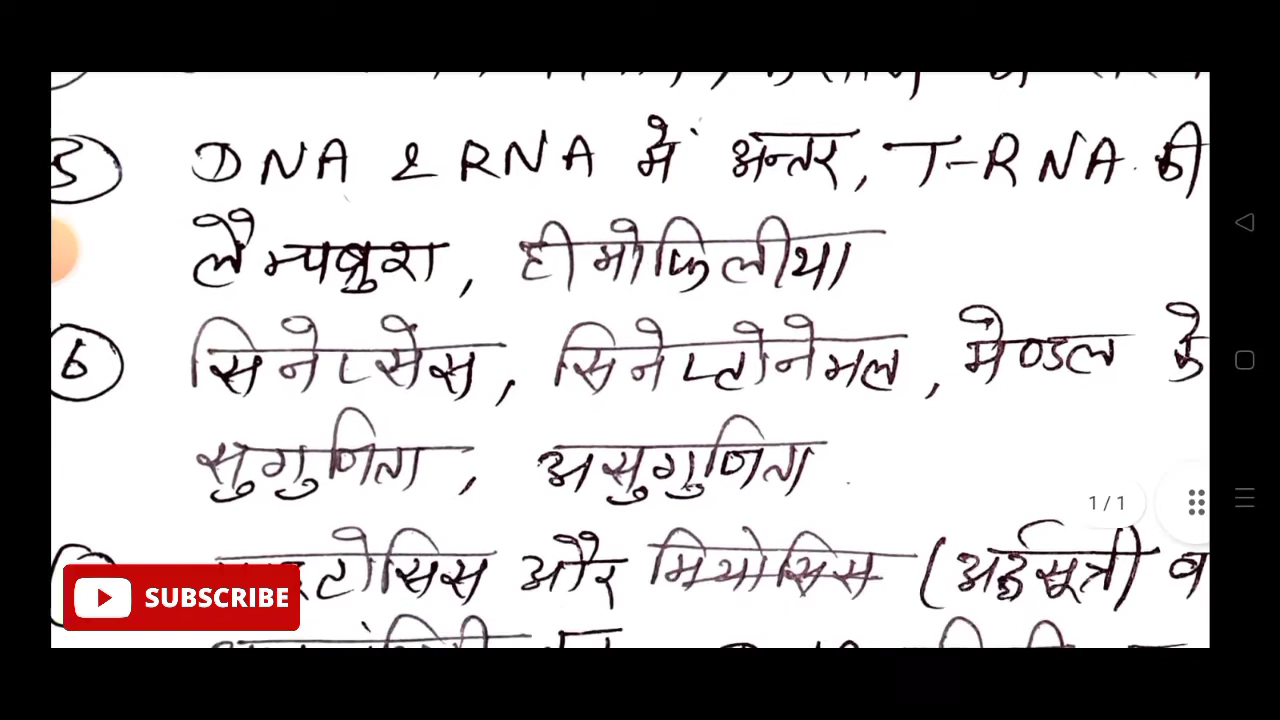 5 DNA & RNA में अन्तर, T-RNA की
लैम्पब्रुश, हीमोफिलीया
6 सिनेप्सेस, सिनेप्टोनेमल, मेण्डल के
सुगुणिता, असुगुणिता
1/1
और मियोसिस (अर्द्धसूत्री व
SUBSCRIBE